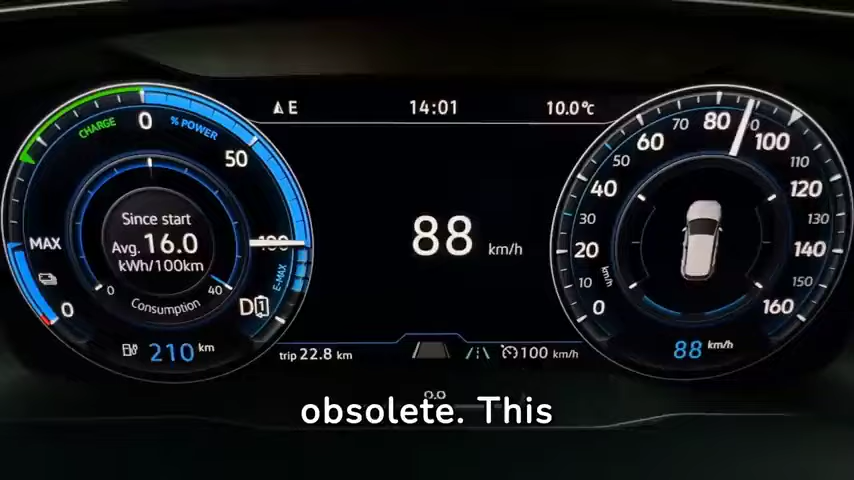 E
14:01
10.0°C
CHARGE
0
% POWER
50
100
E-MAX
MAX
0
Since start
Avg. 16.0
kWh/100km
0
40
Consumption
D1
210 km
88 km/h
trip 22.8 km
100 km/h
0
10
20
30
40
50
60
70
80
100
110
120
130
140
150
160
km/h
88 km/h
obsolete. This